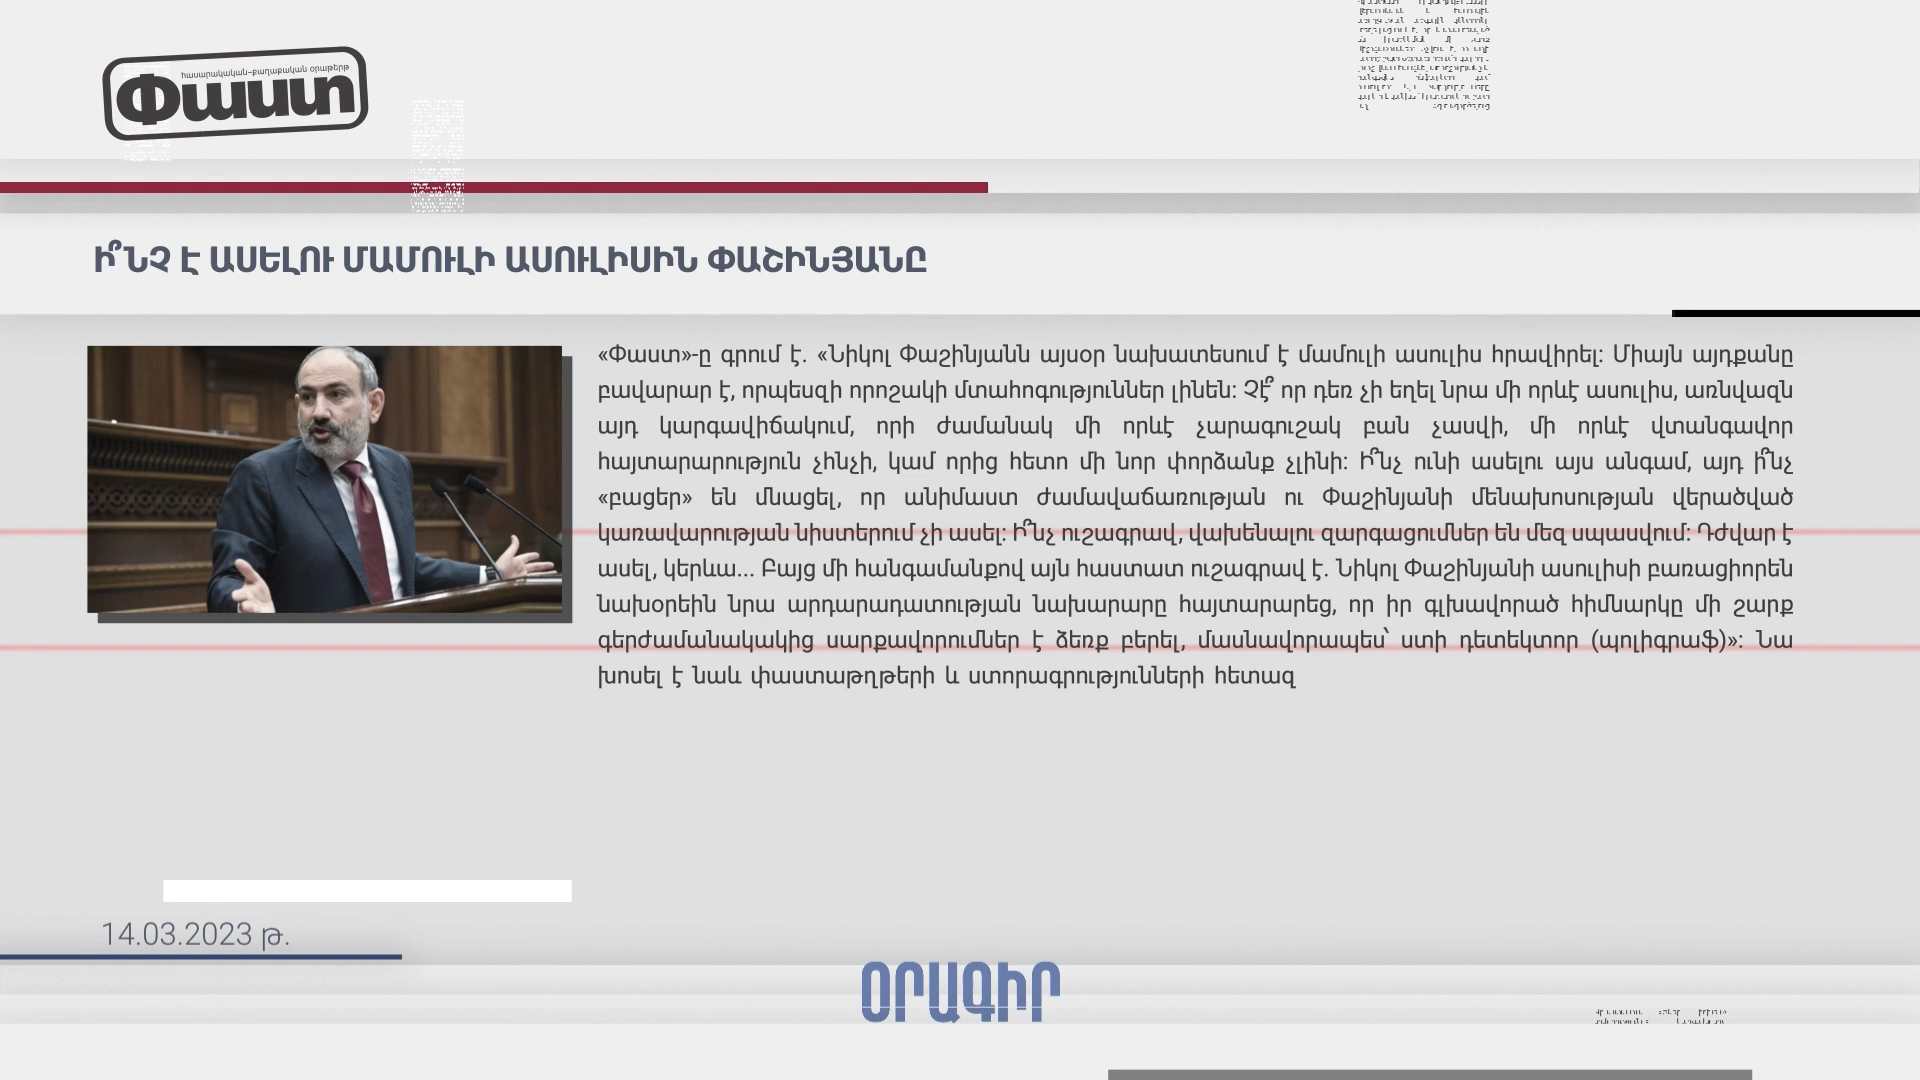 հասարակական-քաղաքական օրաթերթ
Փաստ
Ի՞ՆՉ Է ԱՍԵԼՈՒ ՄԱՄՈՒԼԻ ԱՍՈՒԼԻՍԻՆ ՓԱՇԻՆՅԱՆԸ
«Փաստ»-ը գրում է. «Նիկոլ Փաշինյանն այսօր նախատեսում է մամուլի ասուլիս հրավիրել: Միայն այդքանը
բավարար է, որպեսզի որոշակի մտահոգություններ լինեն: Չէ՞ որ դեռ չի եղել նրա մի որևէ ասուլիս, առնվազն
այդ կարգավիճակում, որի ժամանակ մի որևէ չարագուշակ բան չասվի, մի որևէ վտանգավոր
հայտարարություն չհնչի, կամ որից հետո մի նոր փորձանք չլինի: Ի՞նչ ունի ասելու այս անգամ, այդ ի՞նչ
«բացեր» են մնացել, որ անիմաստ ժամավաճառության ու Փաշինյանի մենախոսության վերածված
կառավարության նիստերում չի ասել: Ի՞նչ ուշագրավ, վախենալու զարգացումներ են մեզ սպասվում: Դժվար է
ասել, կերևա... Բայց մի հանգամանքով այն հաստատ ուշագրավ է. Նիկոլ Փաշինյանի ասուլիսի բառացիորեն
նախօրեին նրա արդարադատության նախարարը հայտարարեց, որ իր գլխավորած հիմնարկը մի շարք
գերժամանակակից սարքավորումներ է ձեռք բերել, մասնավորապես՝ ստի դետեկտոր (պոլիգրաֆ)»: Նա
խոսել է նաև փաստաթղթերի և ստորագրությունների հետազ
14.03.2023 թ.
ՕՐԱԳԻՐ